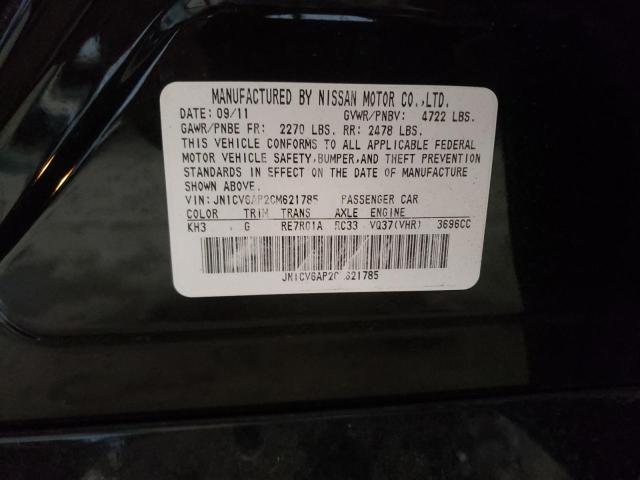 MANUFACTURED BY NISSAN MOTOR CO.,LTD.
DATE: 09/11 GVWR/PNBV: 4722 LBS.
GAWR/PNBE FR: 2270 LBS. RR: 2478 LBS.
THIS VEHICLE CONFORMS TO ALL APPLICABLE FEDERAL
MOTOR VEHICLE SAFETY,BUMPER,AND THEFT PREVENTION
STANDARDS IN EFFECT ON THE DATE OF MANUFACTURE
SHOWN ABOVE.
VIN: JN1CV6AP2CM621785 PASSENGER CAR
COLOR TRIM TRANS AXLE ENGINE
KH3 G RE7R01A RC33 VQ37(VHR) 3696CC
JN1CV6AP2CM621785